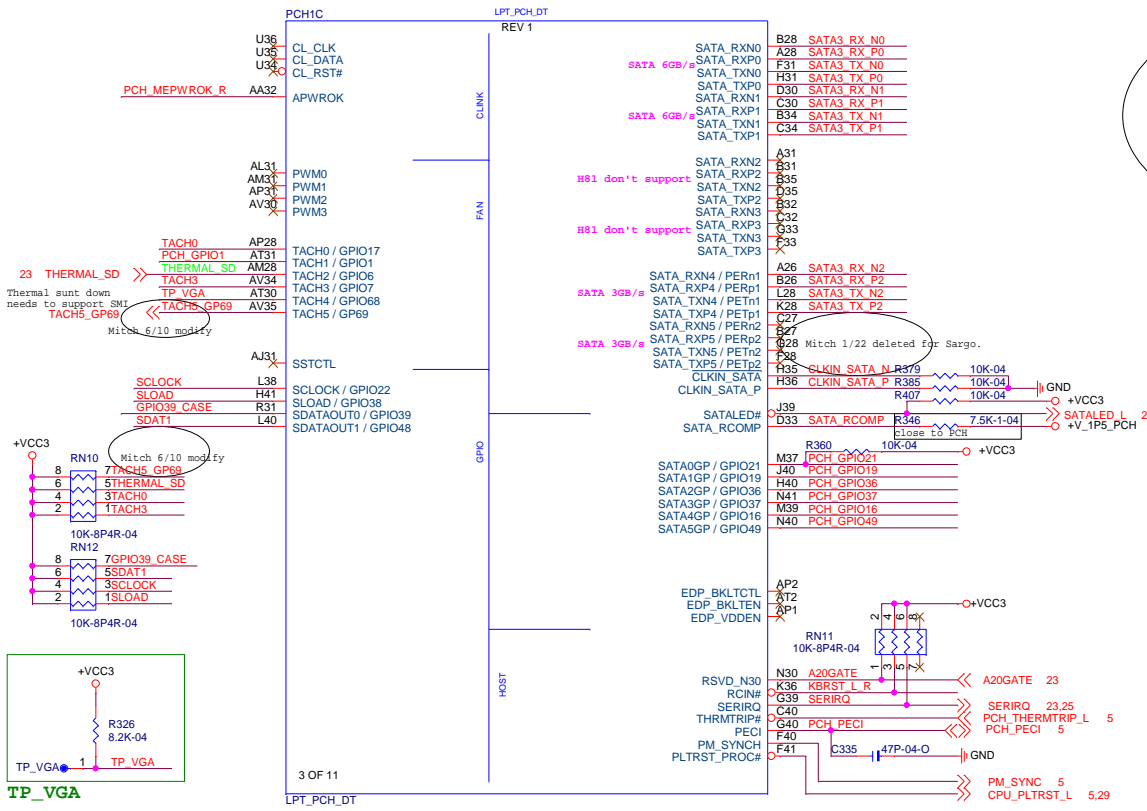 PCH1C
LPT_PCH_DT
REV 1
U36 CL_CLK
U35 CL_DATA
U34 CL_RST#
PCH_MEPWROK_R AA32 APWROK
CLINK
AL31 PWM0
AM31 PWM1
AP31 PWM2
AV30 PWM3
FAN
TACH0 AP28 TACH0 / GPIO17
PCH_GPIO1 AT31 TACH1 / GPIO1
23 THERMAL_SD THERMAL_SD AM28 TACH2 / GPIO6
TACH3 AV34 TACH3 / GPIO7
TP_VGA AT30 TACH4 / GPIO68
TACH5_GP69 TACH5_GP69 AV35 TACH5 / GP69
Thermal sunt down
needs to support SMI
Mitch 6/10 modify
AJ31 SSTCTL
SCLOCK L38 SCLOCK / GPIO22
SLOAD H41 SLOAD / GPIO38
GPIO39_CASE R31 SDATAOUT0 / GPIO39
SDAT1 L40 SDATAOUT1 / GPIO48
GPIO
Mitch 6/10 modify
+VCC3
RN10
8 7 TACH5_GP69
6 5 THERMAL_SD
4 3 TACH0
2 1 TACH3
10K-8P4R-04
RN12
8 7 GPIO39_CASE
6 5 SDAT1
4 3 SCLOCK
2 1 SLOAD
10K-8P4R-04
+VCC3
R326
8.2K-04
TP_VGA 1 TP_VGA
TP_VGA
HOST
3 OF 11
LPT_PCH_DT
SATA_RXN0 B28 SATA3_RX_N0
SATA_RXP0 A28 SATA3_RX_P0
SATA 6GB/s
SATA_TXN0 F31 SATA3_TX_N0
SATA_TXP0 H31 SATA3_TX_P0
SATA_RXN1 D30 SATA3_RX_N1
SATA_RXP1 C30 SATA3_RX_P1
SATA 6GB/s
SATA_TXN1 B34 SATA3_TX_N1
SATA_TXP1 C34 SATA3_TX_P1
SATA_RXN2 A31
SATA_RXP2 B31
H81 don't support
SATA_TXN2 B35
SATA_TXP2 D35
SATA_RXN3 B32
SATA_RXP3 C32
H81 don't support
SATA_TXN3 G33
SATA_TXP3 F33
SATA_RXN4 / PERn1 A26 SATA3_RX_N2
SATA_RXP4 / PERp1 B26 SATA3_RX_P2
SATA 3GB/s
SATA_TXN4 / PETn1 L28 SATA3_TX_N2
SATA_TXP4 / PETp1 K28 SATA3_TX_P2
SATA_RXN5 / PERn2 C27
SATA_RXP5 / PERp2 B27
SATA 3GB/s
SATA_TXN5 / PETn2 G28
Mitch 1/22 deleted for Sargo.
SATA_TXP5 / PETp2 F28
CLKIN_SATA H35 CLKIN_SATA_N R379 10K-04
CLKIN_SATA_P H36 CLKIN_SATA_P R385 10K-04 GND
R407 10K-04 +VCC3
SATALED# J39 SATALED_L 2
SATA_RCOMP D33 SATA_RCOMP R346 7.5K-1-04 +V_1P5_PCH
close to PCH
R360 10K-04 +VCC3
SATA0GP / GPIO21 M37 PCH_GPIO21
SATA1GP / GPIO19 J40 PCH_GPIO19
SATA2GP / GPIO36 H40 PCH_GPIO36
SATA3GP / GPIO37 N41 PCH_GPIO37
SATA4GP / GPIO16 M39 PCH_GPIO16
SATA5GP / GPIO49 N40 PCH_GPIO49
EDP_BKLTCTL AP2
EDP_BKLTEN AT2
EDP_VDDEN AP1
+VCC3
2 4 6 8
RN11
10K-8P4R-04
1 3 5 7
RSVD_N30 N30 A20GATE A20GATE 23
RCIN# K36 KBRST_L_R
SERIRQ G39 SERIRQ SERIRQ 23,25
THRMTRIP# C40 PCH_THERMTRIP_L 5
PECI G40 PCH_PECI PCH_PECI 5
PM_SYNCH F40
C335 47P-04-O GND
PLTRST_PROC# F41
PM_SYNC 5
CPU_PLTRST_L 5,29